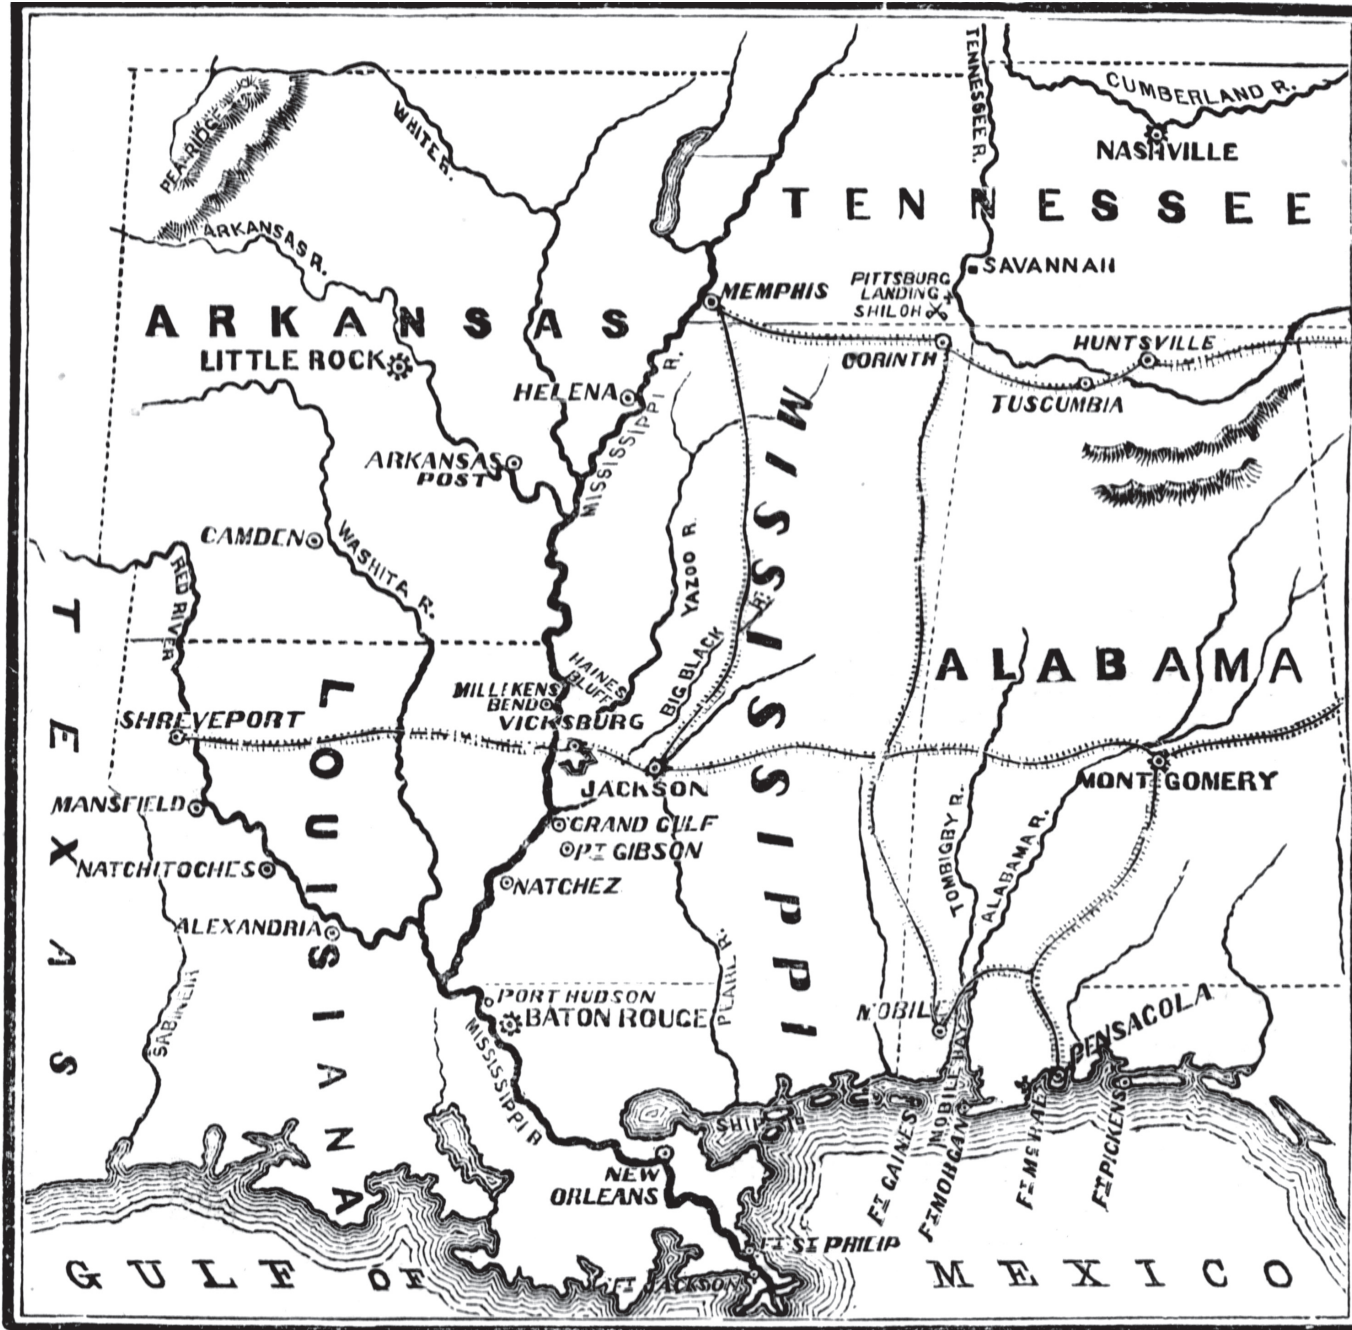 TENNESSEE R.
CUMBERLAND R.
NASHVILLE
WHITE R.
PEA RIDGE
TENNESSEE
ARKANSAS R.
SAVANNAH
PITTSBURG
LANDING
SHILOH
MEMPHIS
ARKANSAS
LITTLE ROCK
CORINTH
HUNTSVILLE
TUSCUMBIA
HELENA
MISSISSIPPI R.
ARKANSAS
POST
MISSISSIPPI
CAMDEN
WASHITA R.
RED RIVER
YAZOO R.
BIG BLACK R.
TEXAS
ALABAMA
HAINES
BLUFF
MILLIKENS
BEND
VICKSBURG
SHREVEPORT
LOUISIANA
JACKSON
MONTGOMERY
MANSFIELD
GRAND GULF
PT GIBSON
TOMBIGBY R.
ALABAMA R.
NATCHITOCHES
NATCHEZ
ALEXANDRIA
PEARL R.
SABINE R
PORT HUDSON
BATON ROUGE
MOBILE
PENSACOLA
MISSISSIPPI R
MOBILE BAY
SHIP IS
FT GAINES
FT MORGAN
FT McRAE
FT PICKENS
NEW
ORLEANS
FT ST PHILIP
FT JACKSON
GULF OF MEXICO